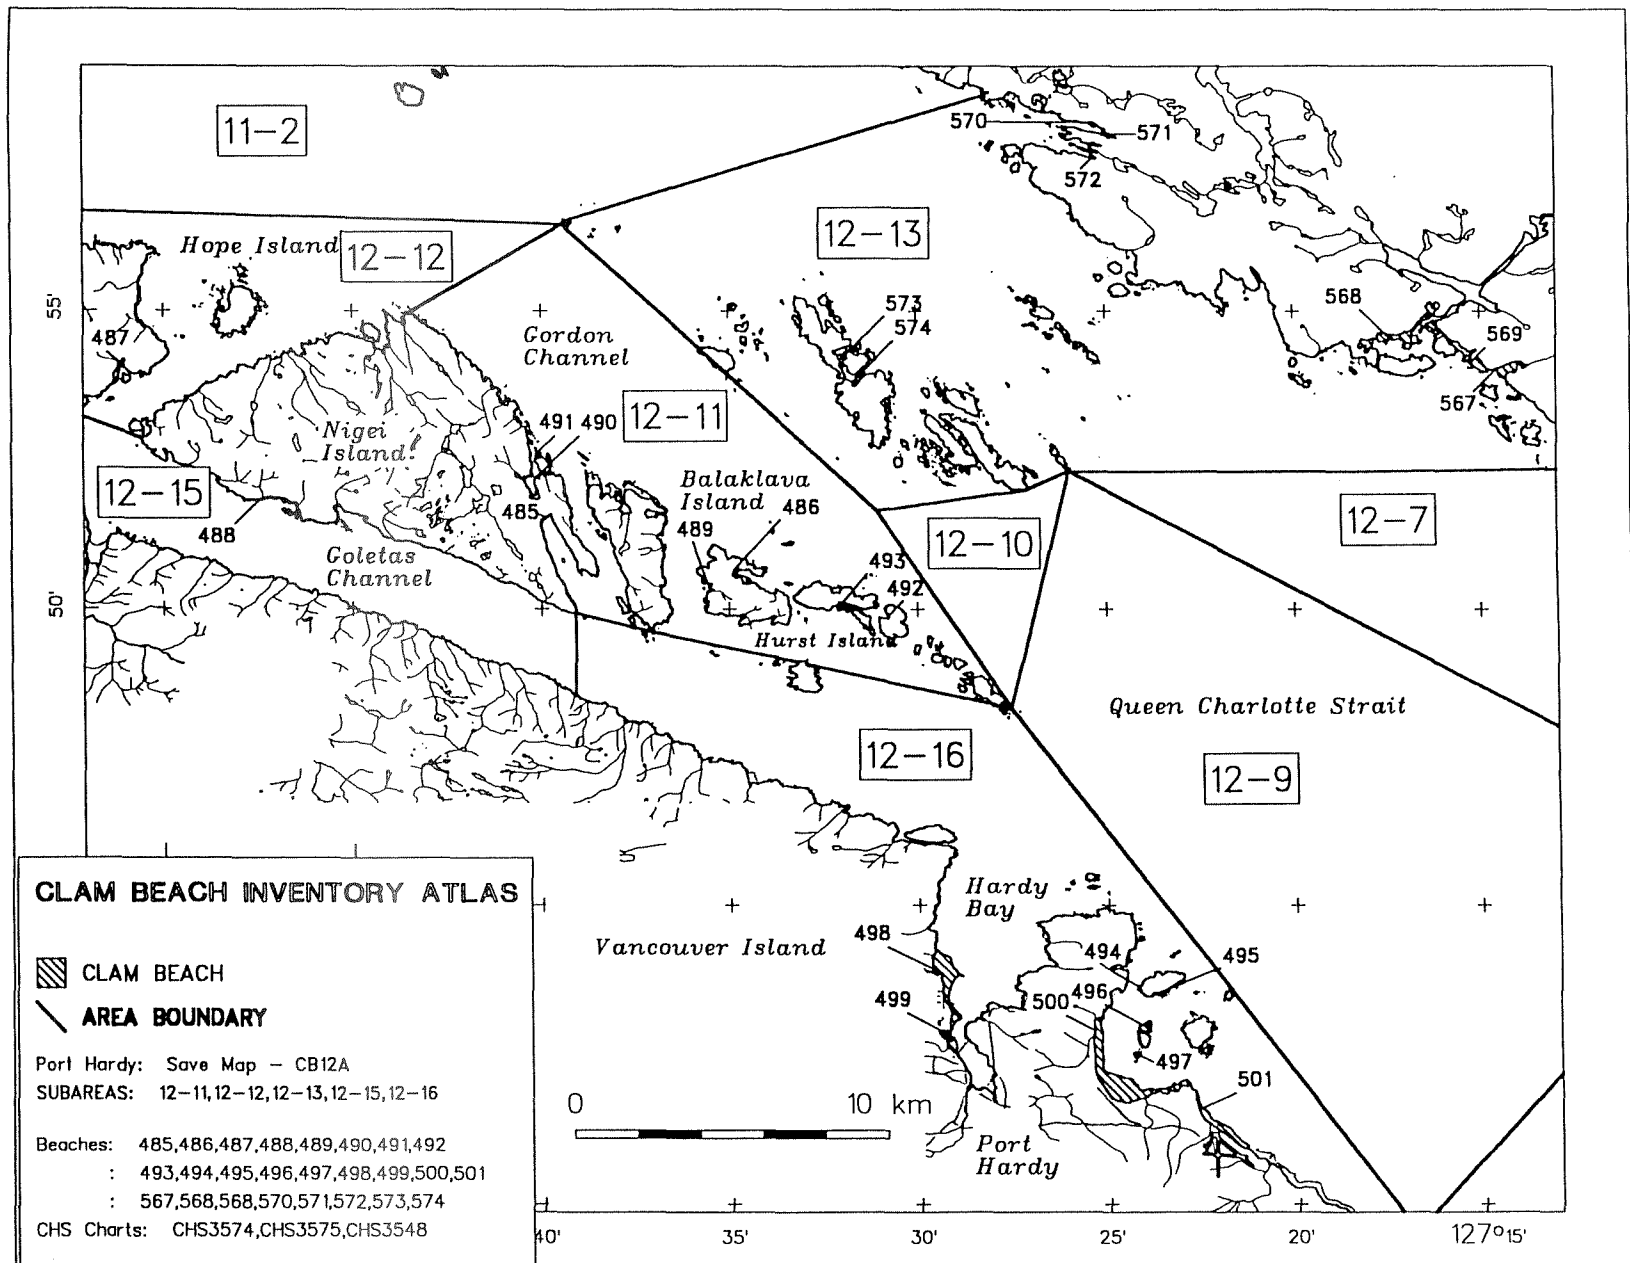 11-2
570
571
572
Hope Island
12-12
12-13
55'
487
568
573
574
569
567
Gordon
Channel
12-11
491 490
Nigei
Island
12-15
485
488
Balaklava
Island
486
489
12-10
12-7
Goletas
Channel
493
492
50'
Hurst Island
Queen Charlotte Strait
12-16
12-9
Hardy
Bay
Vancouver Island
498
494
495
499
500
496
497
501
0 10 km
Port
Hardy
CLAM BEACH INVENTORY ATLAS
CLAM BEACH
AREA BOUNDARY
Port Hardy: Save Map - CB12A
SUBAREAS: 12-11,12-12,12-13,12-15,12-16
Beaches: 485,486,487,488,489,490,491,492
: 493,494,495,496,497,498,499,500,501
: 567,568,568,570,571,572,573,574
CHS Charts: CHS3574,CHS3575,CHS3548
40' 35' 30' 25' 20' 127°15'